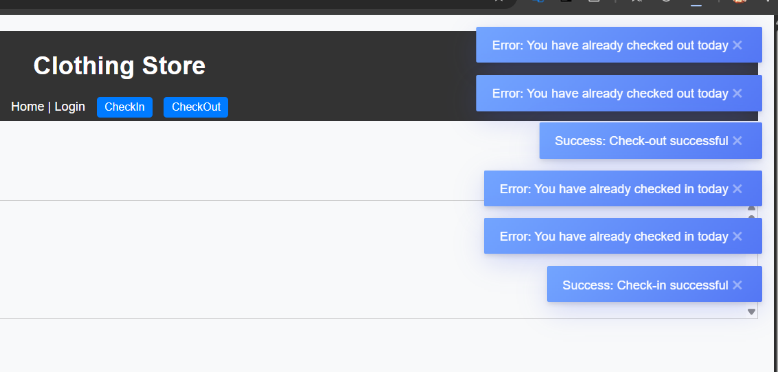 Clothing Store
Home | Login CheckIn CheckOut
Error: You have already checked out today ×
Error: You have already checked out today ×
Success: Check-out successful ×
Error: You have already checked in today ×
Error: You have already checked in today ×
Success: Check-in successful ×